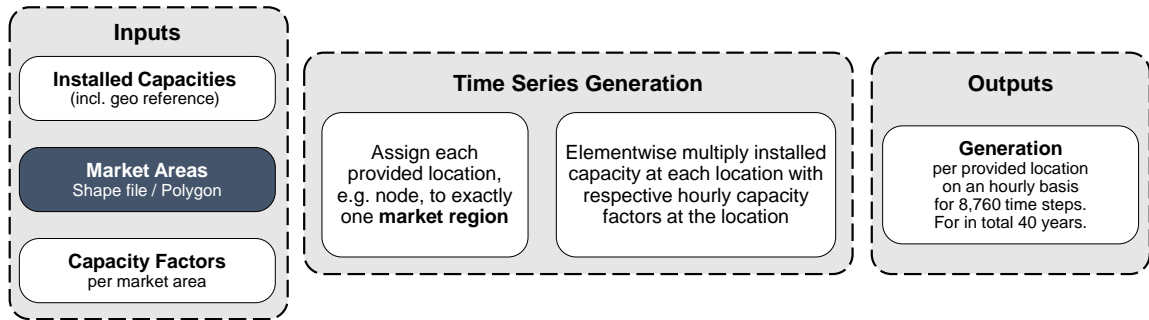 Inputs
Installed Capacities
(incl. geo reference)
Market Areas
Shape file / Polygon
Capacity Factors
per market area
Time Series Generation
Assign each
provided location,
e.g. node, to exactly
one market region
Elementwise multiply installed
capacity at each location with
respective hourly capacity
factors at the location
Outputs
Generation
per provided location
on an hourly basis
for 8,760 time steps.
For in total 40 years.